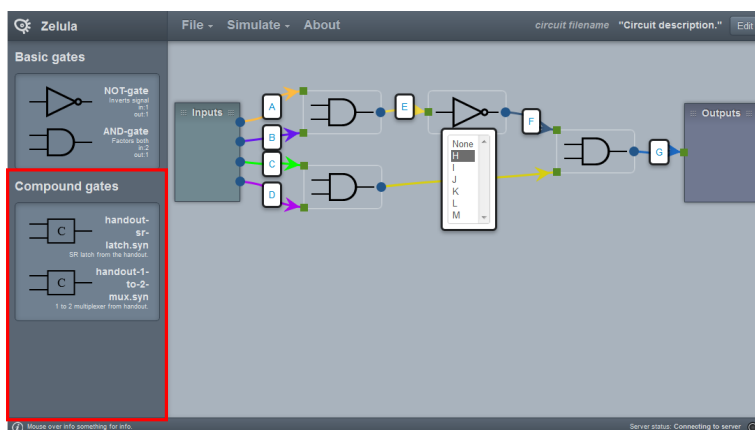 Zelula
File - Simulate - About
circuit filename "Circuit description." Edit
Basic gates
NOT-gate
Inverts signal
in:1
out:1
AND-gate
Factors both
in:2
out:1
Compound gates
C
handout-
sr-
latch.syn
SR latch from the handout.
C
handout-1-
to-2-
mux.syn
1 to 2 multiplexer from handout.
Inputs
A
B
C
D
E
F
None
H
I
J
K
L
M
G
Outputs
Mouse over info something for info.
Server status: Connecting to server